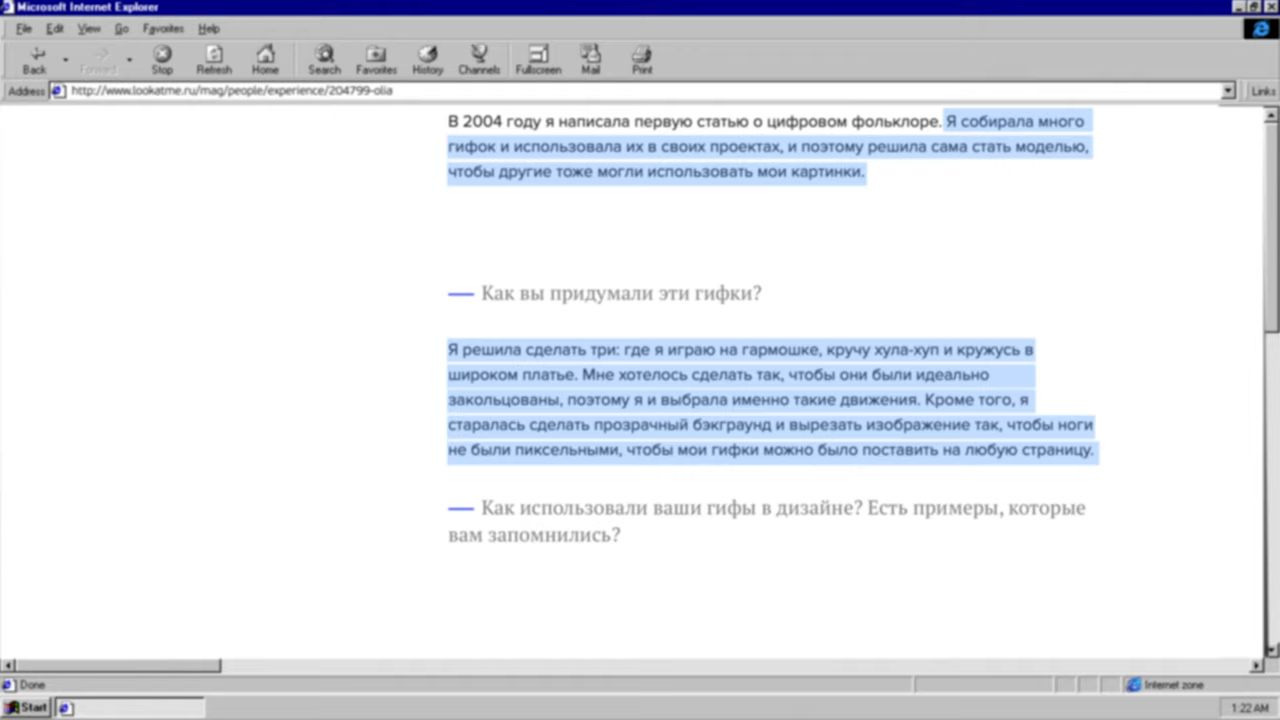 Microsoft Internet Explorer
File Edit View Go Favorites Help
Back Forward Stop Refresh Home Search Favorites History Channels Fullscreen Mail Print
Address http://www.lookatme.ru/mag/people/experience/204799-olia Links
В 2004 году я написала первую статью о цифровом фольклоре. Я собирала много
гифок и использовала их в своих проектах, и поэтому решила сама стать моделью,
чтобы другие тоже могли использовать мои картинки.
— Как вы придумали эти гифки?
Я решила сделать три: где я играю на гармошке, кручу хула-хуп и кружусь в
широком платье. Мне хотелось сделать так, чтобы они были идеально
закольцованы, поэтому я и выбрала именно такие движения. Кроме того, я
старалась сделать прозрачный бэкграунд и вырезать изображение так, чтобы ноги
не были пиксельными, чтобы мои гифки можно было поставить на любую страницу.
— Как использовали ваши гифы в дизайне? Есть примеры, которые
вам запомнились?
Done Internet zone
Start 1:22 AM